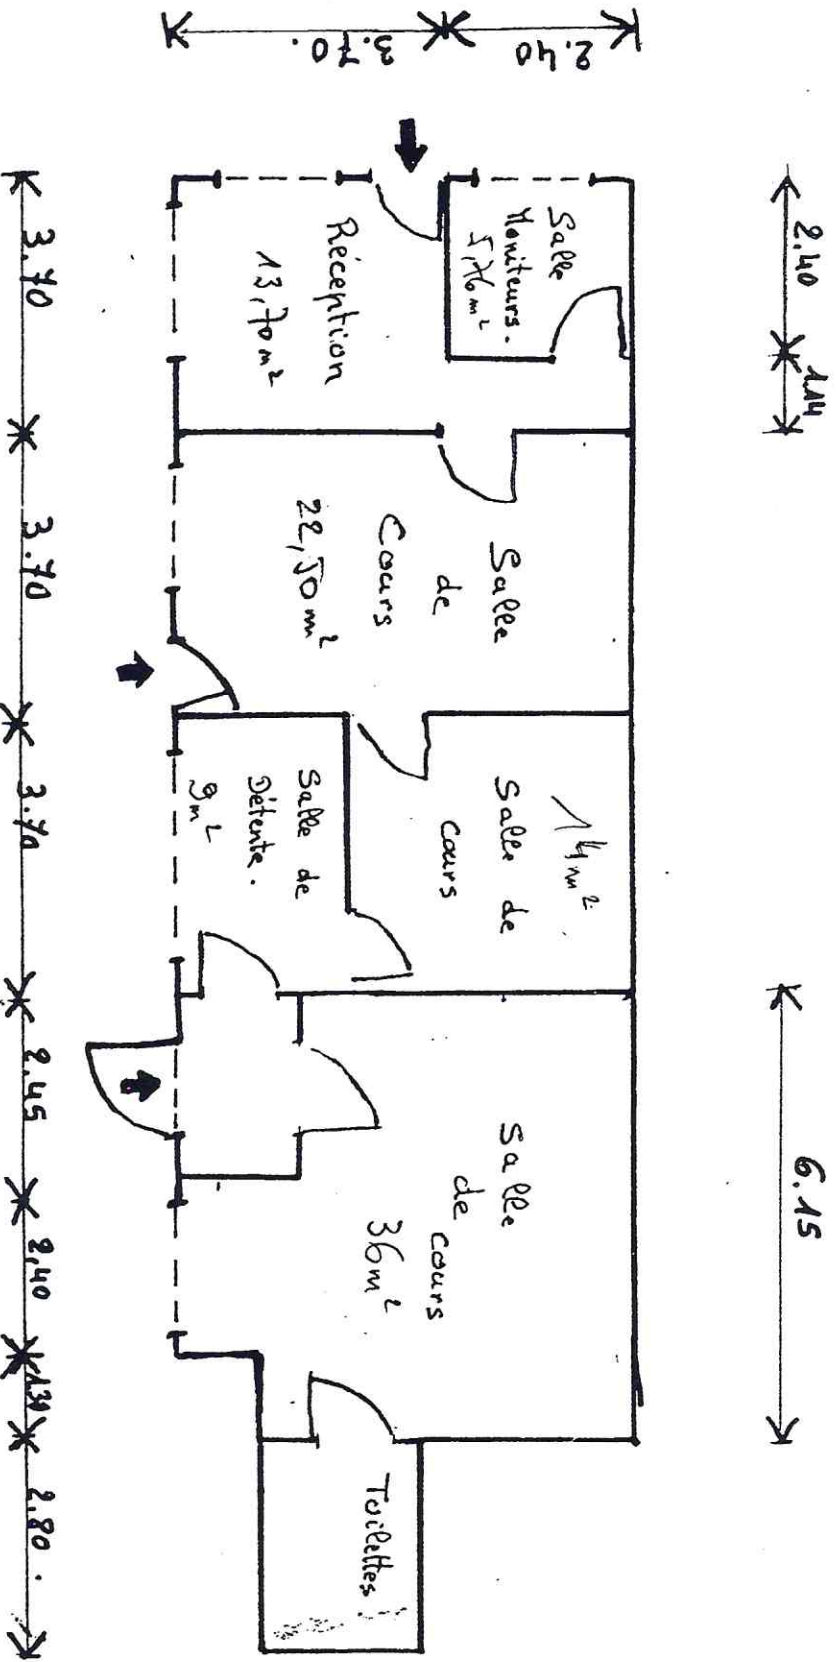 2.40
1.14
6.15
2.40
3.70.
Salle
Moniteurs.
5,76 m²
Réception
13,70 m²
Salle
de
Cours
22,50 m²
14 m²
Salle de
cours
Salle de
Détente.
9 m²
Salle
de
cours
36 m²
Toilettes
3.70
3.70
3.70
2.45
2,40
2.80.